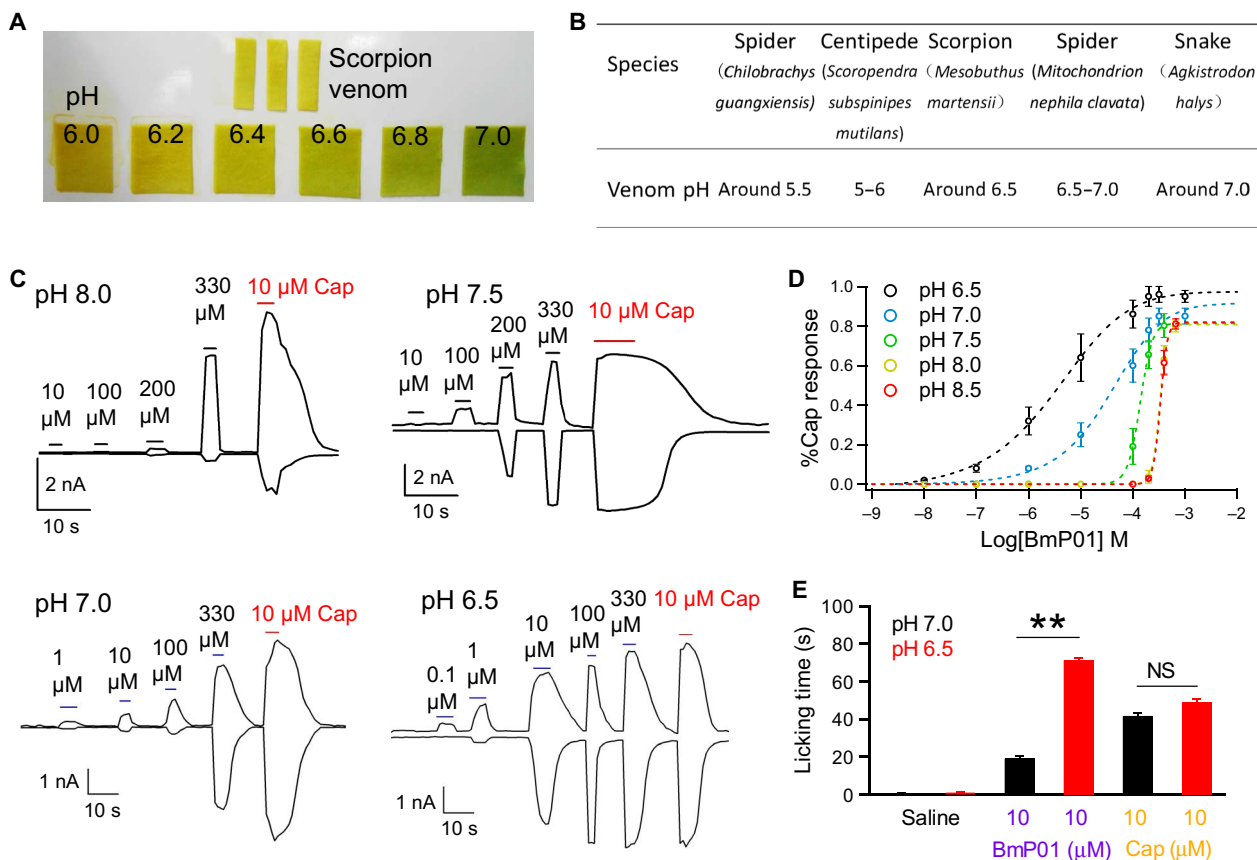 A
Scorpion
venom
pH
6.0 6.2 6.4 6.6 6.8 7.0
B
Species
Spider
(Chilobrachys
guangxiensis)
Centipede
(Scoropendra
subspinipes
mutilans)
Scorpion
(Mesobuthus
martensii)
Spider
(Mitochondrion
nephila clavata)
Snake
(Agkistrodon
halys)
Venom pH Around 5.5 5–6 Around 6.5 6.5–7.0 Around 7.0
C
pH 8.0
10
µM
100
µM
200
µM
330
µM
10 µM Cap
2 nA
10 s
pH 7.5
10
µM
100
µM
200
µM
330
µM
10 µM Cap
2 nA
10 s
pH 7.0
1
µM
10
µM
100
µM
330
µM
10 µM Cap
1 nA
10 s
pH 6.5
0.1
µM
1
µM
10
µM
100
µM
330
µM
10 µM Cap
1 nA
10 s
D
%Cap response
1.0
0.8
0.6
0.4
0.2
0.0
pH 6.5
pH 7.0
pH 7.5
pH 8.0
pH 8.5
–9 –8 –7 –6 –5 –4 –3 –2
Log[BmP01] M
E
Licking time (s)
100
80
60
40
20
0
pH 7.0
pH 6.5
**
NS
Saline
10 10 10 10
BmP01 (µM) Cap (µM)